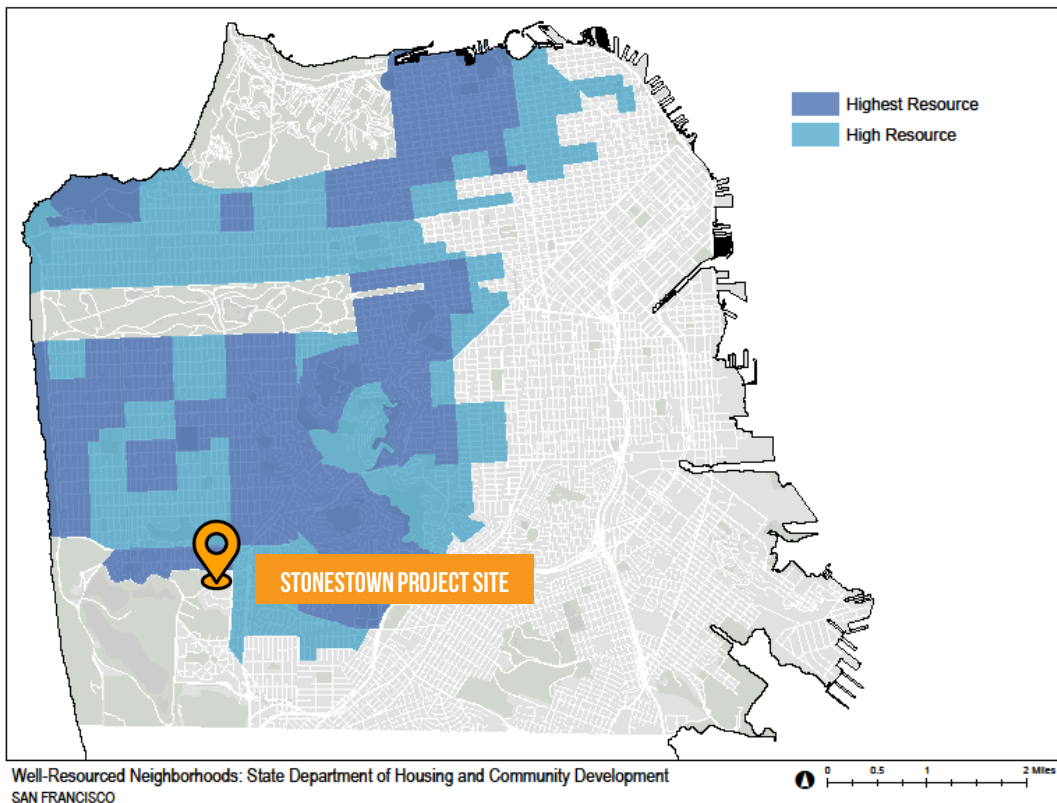 Highest Resource
High Resource
STONESTOWN PROJECT SITE
Well-Resourced Neighborhoods: State Department of Housing and Community Development
SAN FRANCISCO
0 0.5 1 2 Miles